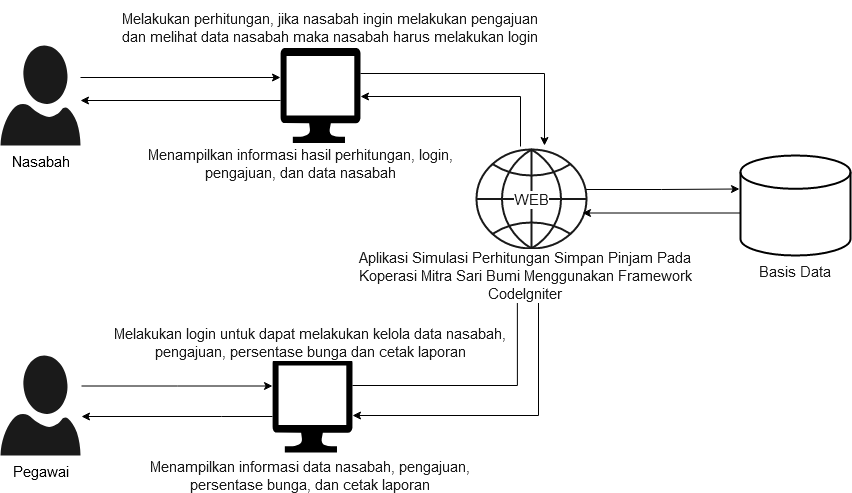 Melakukan perhitungan, jika nasabah ingin melakukan pengajuan
dan melihat data nasabah maka nasabah harus melakukan login
Nasabah
Menampilkan informasi hasil perhitungan, login,
pengajuan, dan data nasabah
WEB
Aplikasi Simulasi Perhitungan Simpan Pinjam Pada
Koperasi Mitra Sari Bumi Menggunakan Framework
CodeIgniter
Basis Data
Melakukan login untuk dapat melakukan kelola data nasabah,
pengajuan, persentase bunga dan cetak laporan
Pegawai
Menampilkan informasi data nasabah, pengajuan,
persentase bunga, dan cetak laporan